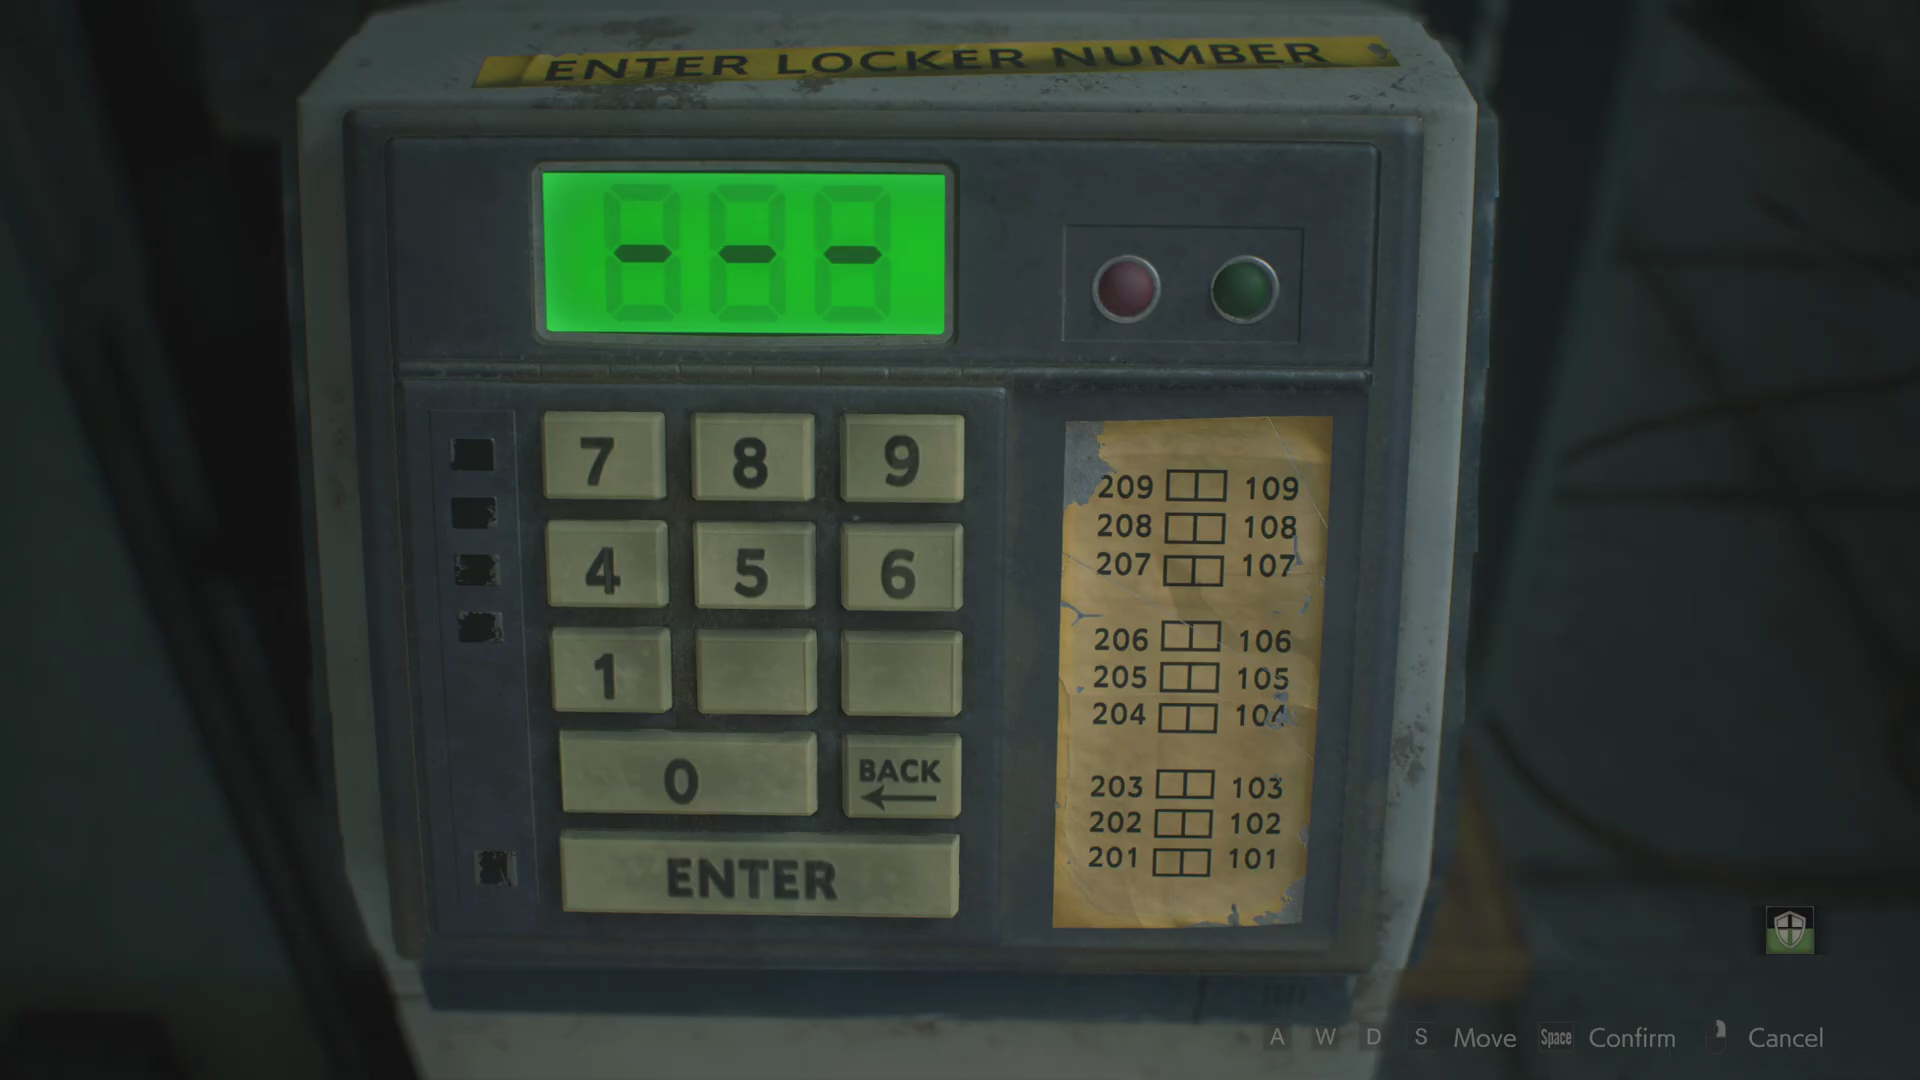 ENTER LOCKER NUMBER
- - -
7 8 9
4 5 6
1
0 BACK
ENTER
209 109
208 108
207 107
206 106
205 105
204 104
203 103
202 102
201 101
A W D S Move Space Confirm Cancel